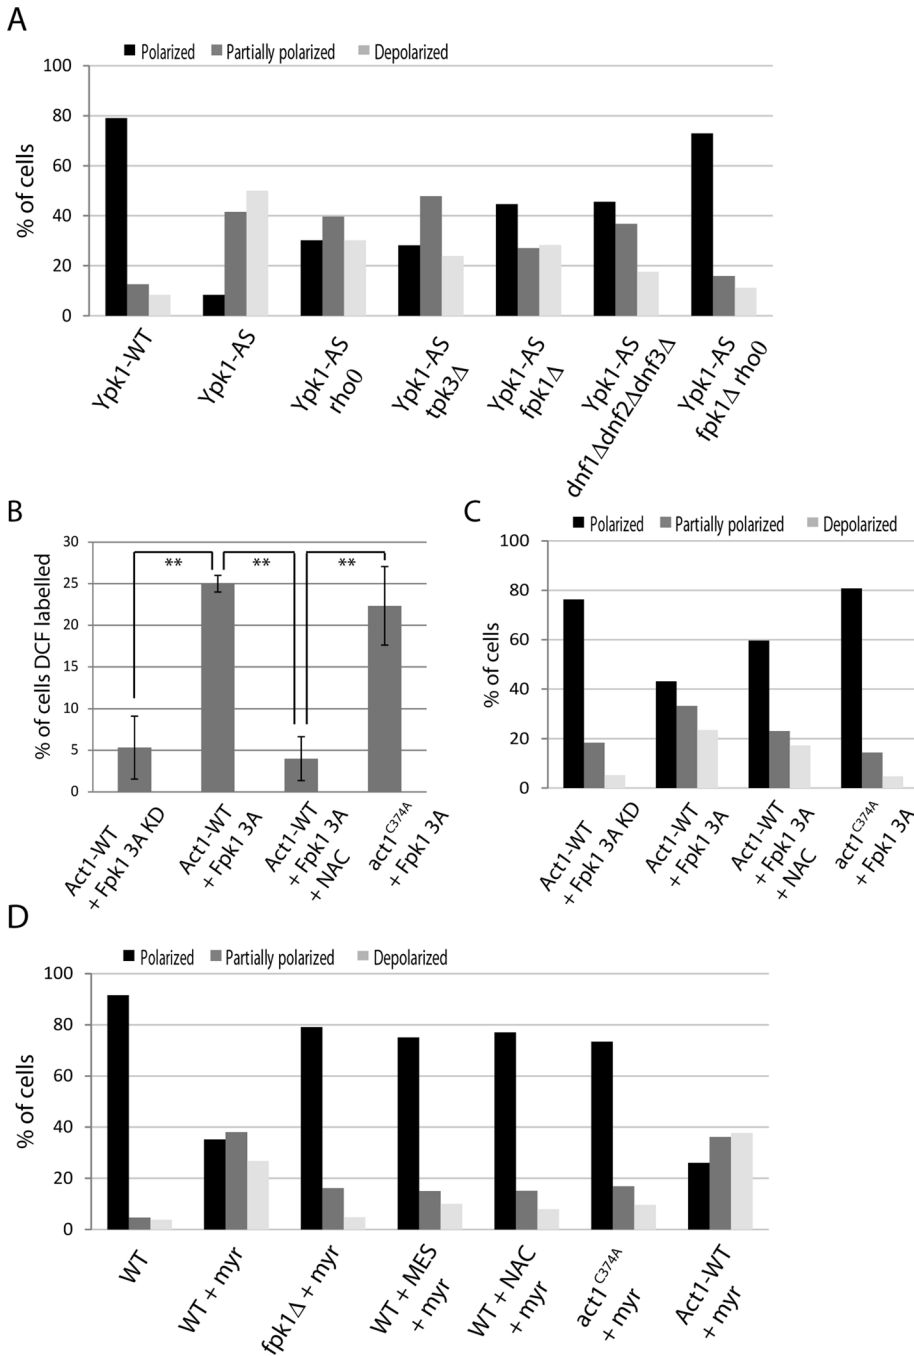 A
Polarized Partially polarized Depolarized
100
80
60
40
20
0
% of cells
Ypk1-WT
Ypk1-AS
Ypk1-AS
rho0
Ypk1-AS
tpk3Δ
Ypk1-AS
fpk1Δ
Ypk1-AS
dnf1Δdnf2Δdnf3Δ
Ypk1-AS
fpk1Δ rho0
B
30
25
20
15
10
5
0
% of cells DCF labelled
** ** **
Act1-WT
+ Fpk1 3A KD
Act1-WT
+ Fpk1 3A
Act1-WT
+ Fpk1 3A
+ NAC
act1C374A
+ Fpk1 3A
C
Polarized Partially polarized Depolarized
100
80
60
40
20
0
% of cells
Act1-WT
+ Fpk1 3A KD
Act1-WT
+ Fpk1 3A
Act1-WT
+ Fpk1 3A
+ NAC
act1C374A
+ Fpk1 3A
D
Polarized Partially polarized Depolarized
100
80
60
40
20
0
% of cells
WT
WT + myr
fpk1Δ + myr
WT + MES
+ myr
WT + NAC
+ myr
act1C374A
+ myr
Act1-WT
+ myr